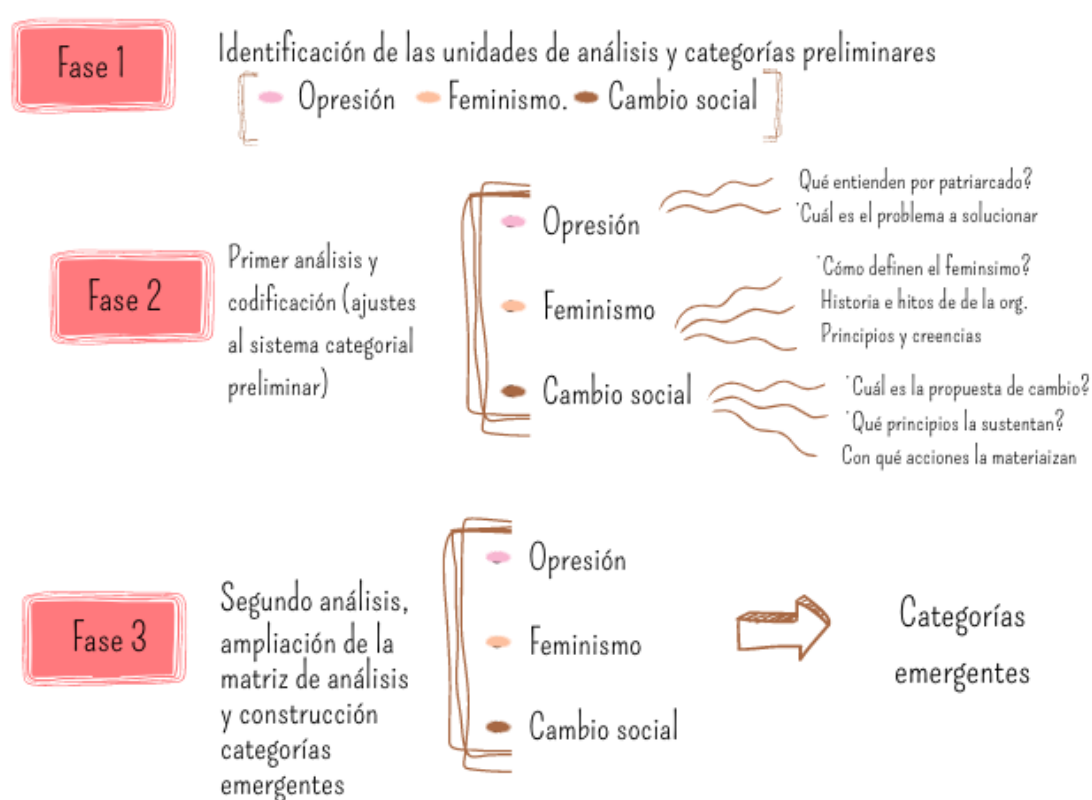 Fase 1
Identificación de las unidades de análisis y categorías preliminares
Opresión Feminismo. Cambio social
Fase 2
Primer análisis y
codificación (ajustes
al sistema categorial
preliminar)
Opresión
Qué entienden por patriarcado?
'Cuál es el problema a solucionar
Feminismo
'Cómo definen el feminsimo?
Historia e hitos de de la org.
Principios y creencias
Cambio social
'Cuál es la propuesta de cambio?
'Qué principios la sustentan?
Con qué acciones la materiaizan
Fase 3
Segundo análisis,
ampliación de la
matriz de análisis
y construcción
categorías
emergentes
Opresión
Feminismo
Cambio social
Categorías
emergentes